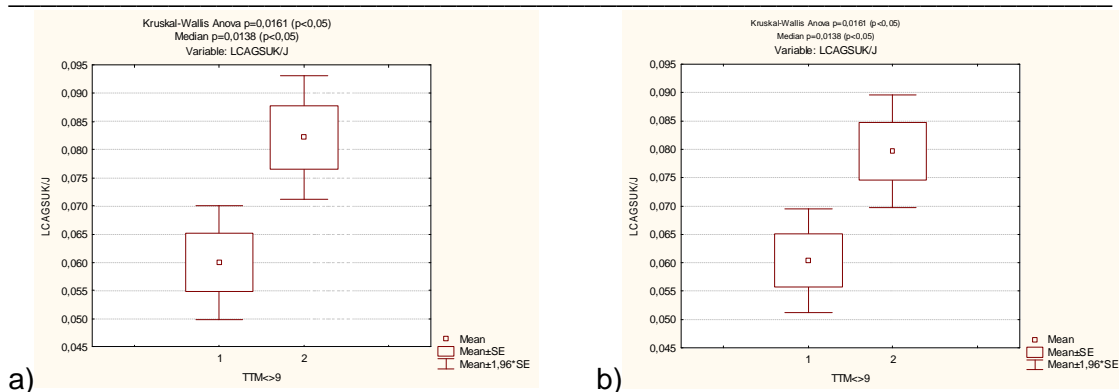 Kruskal-Wallis Anova p=0,0161 (p<0,05)
Median p=0,0138 (p<0,05)
Variable: LCAGSUK/J
0,095
0,090
0,085
0,080
0,075
0,070
0,065
0,060
0,055
0,050
0,045
LCAGSUK/J
1 2
TTM<>9
Mean
Mean±SE
Mean±1,96*SE
a)
Kruskal-Wallis Anova p=0,0161 (p<0,05)
Median p=0,0138 (p<0,05)
Variable: LCAGSUK/J
0,095
0,090
0,085
0,080
0,075
0,070
0,065
0,060
0,055
0,050
0,045
LCAGSUK/J
1 2
TTM<>9
Mean
Mean±SE
Mean±1,96*SE
b)